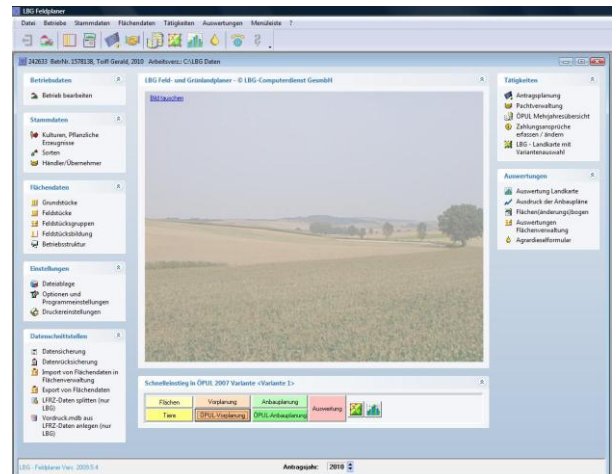 LBG Feldplaner
Datei Betriebe Stammdaten Flächendaten Tätigkeiten Auswertungen Menüleiste ?
242633 BetrNr. 1578138, Toifl Gerald, 2010 Arbeitsverz.: C:\LBG Daten
Betriebsdaten
Betrieb bearbeiten
Stammdaten
Kulturen, Pflanzliche
Erzeugnisse
Sorten
Händler/Übernehmer
Flächendaten
Grundstücke
Feldstücke
Feldstücksgruppen
Feldstücksbildung
Betriebsstruktur
Einstellungen
Dateiablage
Optionen und
Programmeinstellungen
Druckereinstellungen
Datenschnittstellen
Datensicherung
Datenrücksicherung
Import von Flächendaten in
Flächenverwaltung
Export von Flächendaten
LFRZ-Daten splitten (nur
LBG)
Vordruck.mdb aus
LFRZ-Daten anlegen (nur
LBG)
LBG Feld- und Grünlandplaner - © LBG-Computerdienst GesmbH
Bild tauschen
Schnelleinstieg in ÖPUL 2007 Variante <Variante 1>
Flächen Vorplanung Anbauplanung Auswertung
Tiere ÖPUL-Vorplanung ÖPUL-Anbauplanung
Tätigkeiten
Antragsplanung
Pachtverwaltung
ÖPUL Mehrjahresübersicht
Zahlungsansprüche
erfassen / ändern
LBG - Landkarte mit
Variantenauswahl
Auswertungen
Auswertung Landkarte
Ausdruck der Anbaupläne
Flächen(änderungs)bogen
Auswertungen
Flächenverwaltung
Agrardieselformular
LBG - Feldplaner Vers: 2009.5.4
Antragsjahr: 2010